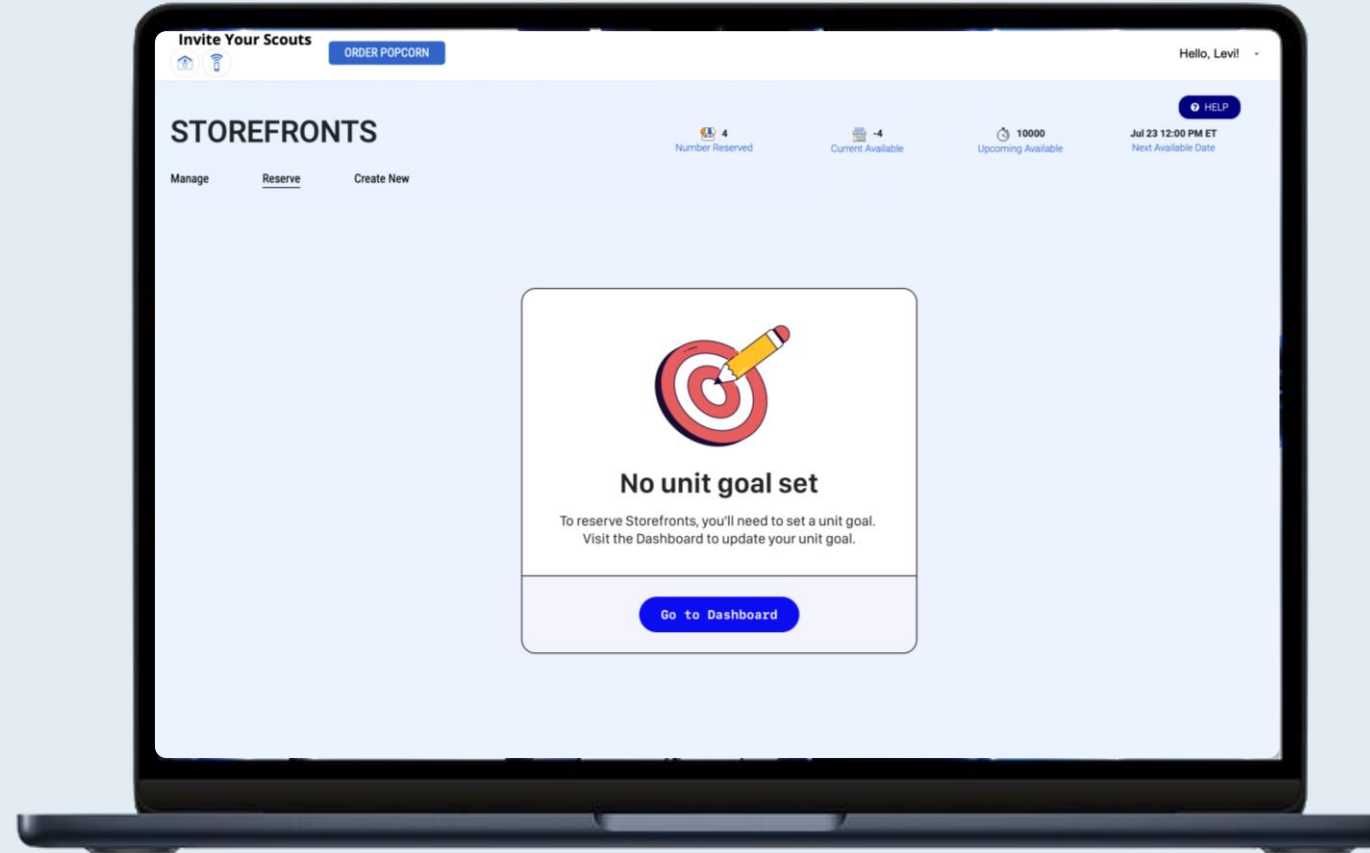 Invite Your Scouts
ORDER POPCORN
Hello, Levi!
HELP
STOREFRONTS
4
Number Reserved
-4
Current Available
10000
Upcoming Available
Jul 23 12:00 PM ET
Next Available Date
Manage
Reserve
Create New
No unit goal set
To reserve Storefronts, you'll need to set a unit goal.
Visit the Dashboard to update your unit goal.
Go to Dashboard